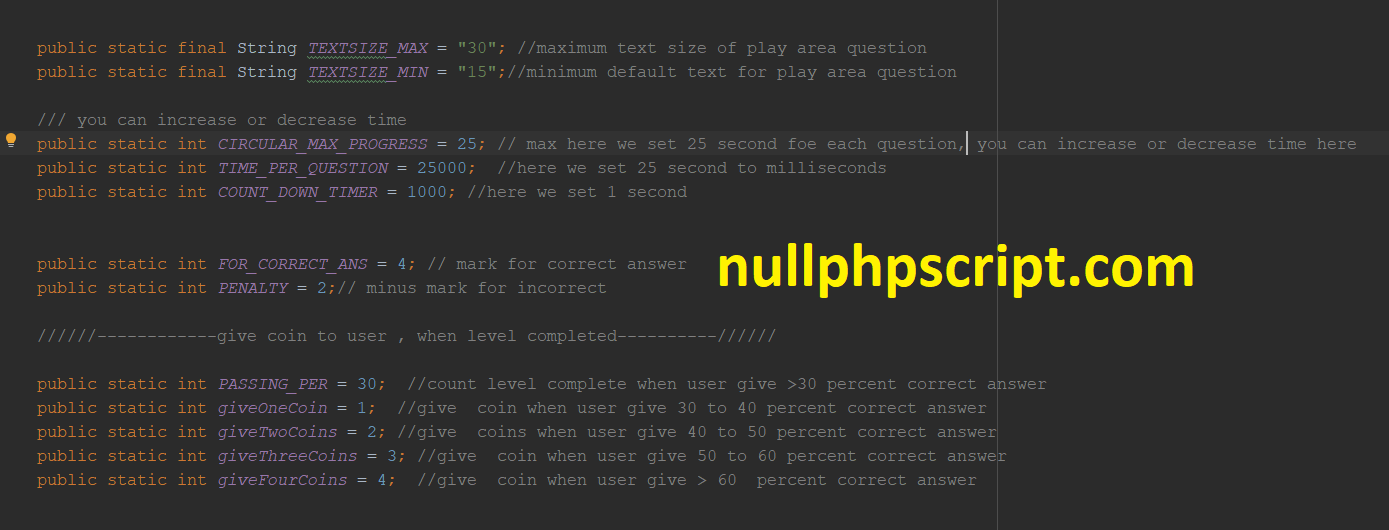 public static final String TEXTSIZE_MAX = "30"; //maximum text size of play area question
public static final String TEXTSIZE_MIN = "15";//minimum default text for play area question
/// you can increase or decrease time
public static int CIRCULAR_MAX_PROGRESS = 25; // max here we set 25 second foe each question, you can increase or decrease time here
public static int TIME_PER_QUESTION = 25000;  //here we set 25 second to milliseconds
public static int COUNT_DOWN_TIMER = 1000; //here we set 1 second
public static int FOR_CORRECT_ANS = 4; // mark for correct answer
nullphpscript.com
public static int PENALTY = 2;// minus mark for incorrect
//////------------give coin to user , when level completed----------//////
public static int PASSING_PER = 30;  //count level complete when user give >30 percent correct answer
public static int giveOneCoin = 1;  //give  coin when user give 30 to 40 percent correct answer
public static int giveTwoCoins = 2; //give  coins when user give 40 to 50 percent correct answer
public static int giveThreeCoins = 3; //give  coin when user give 50 to 60 percent correct answer
public static int giveFourCoins = 4;  //give  coin when user give > 60  percent correct answer